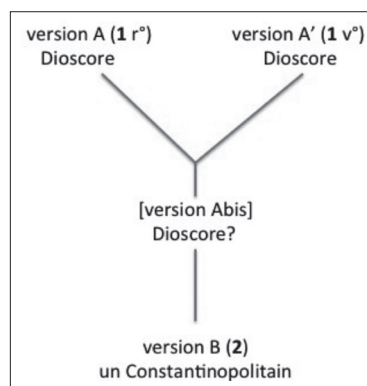 version A (1 r°) version A′ (1 v°)
Dioscore Dioscore
[version Abis]
Dioscore?
version B (2)
un Constantinopolitain